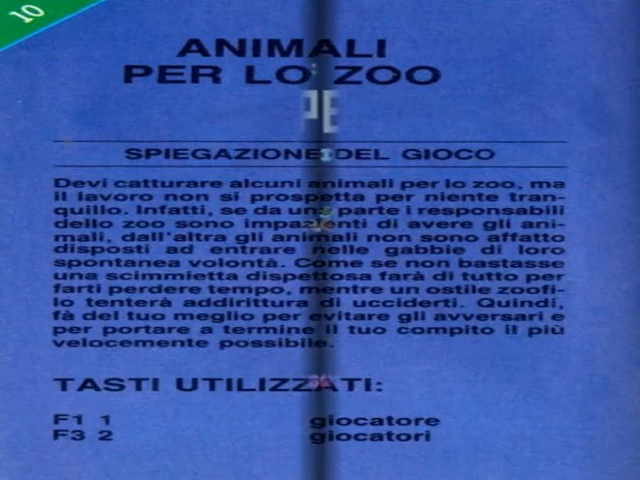 10
ANIMALI
PER LO ZOO
PE
SPIEGAZIONE DEL GIOCO
Devi catturare alcuni animali per lo zoo, ma
il lavoro non si prospetta per niente tran-
quillo. Infatti, se da una parte i responsabili
dello zoo sono impazienti di avere gli ani-
mali, dall'altra gli animali non sono affatto
disposti ad entrare nelle gabbie di loro
spontanea volontà. Come se non bastasse
una scimmietta dispettosa farà di tutto per
farti perdere tempo, mentre un ostile zoofi-
lo tenterà addirittura di ucciderti. Quindi,
fà del tuo meglio per evitare gli avversari e
per portare a termine il tuo compito il più
velocemente possibile.
TASTI UTILIZZATI:
F1 1 giocatore
F3 2 giocatori